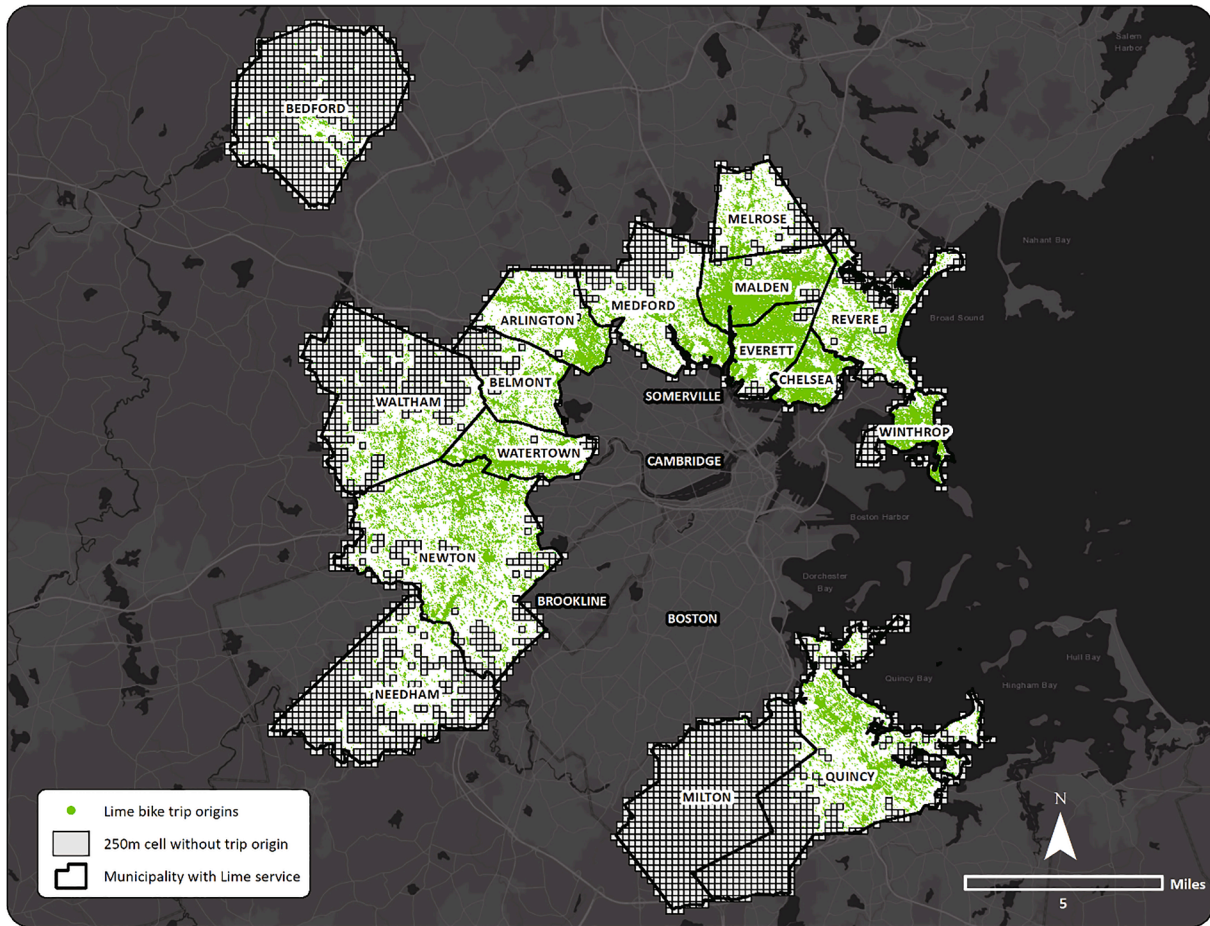 Salem
Harbor
BEDFORD
MELROSE
Nahant Bay
MALDEN
MEDFORD
ARLINGTON
REVERE
Broad Sound
EVERETT
BELMONT
CHELSEA
SOMERVILLE
WALTHAM
WINTHROP
WATERTOWN
CAMBRIDGE
Boston Harbor
NEWTON
Dorchester
Bay
BROOKLINE
BOSTON
Hull Bay
Quincy Bay
Hingham Bay
NEEDHAM
QUINCY
MILTON
N
Lime bike trip origins
250m cell without trip origin
Municipality with Lime service
Miles
5